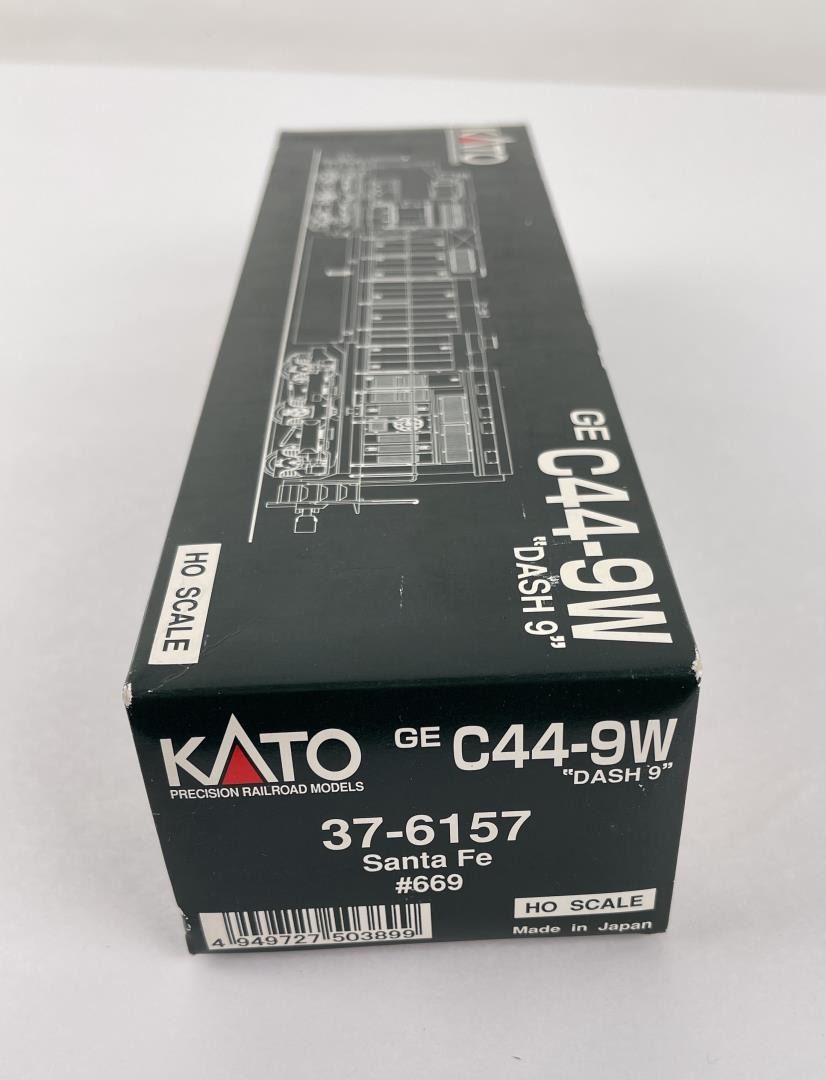 KATO
GE C44-9W
"DASH 9"
HO SCALE
KATO
PRECISION RAILROAD MODELS
GE C44-9W
"DASH 9"
37-6157
Santa Fe
#669
HO SCALE
Made in Japan
4 949727 503899